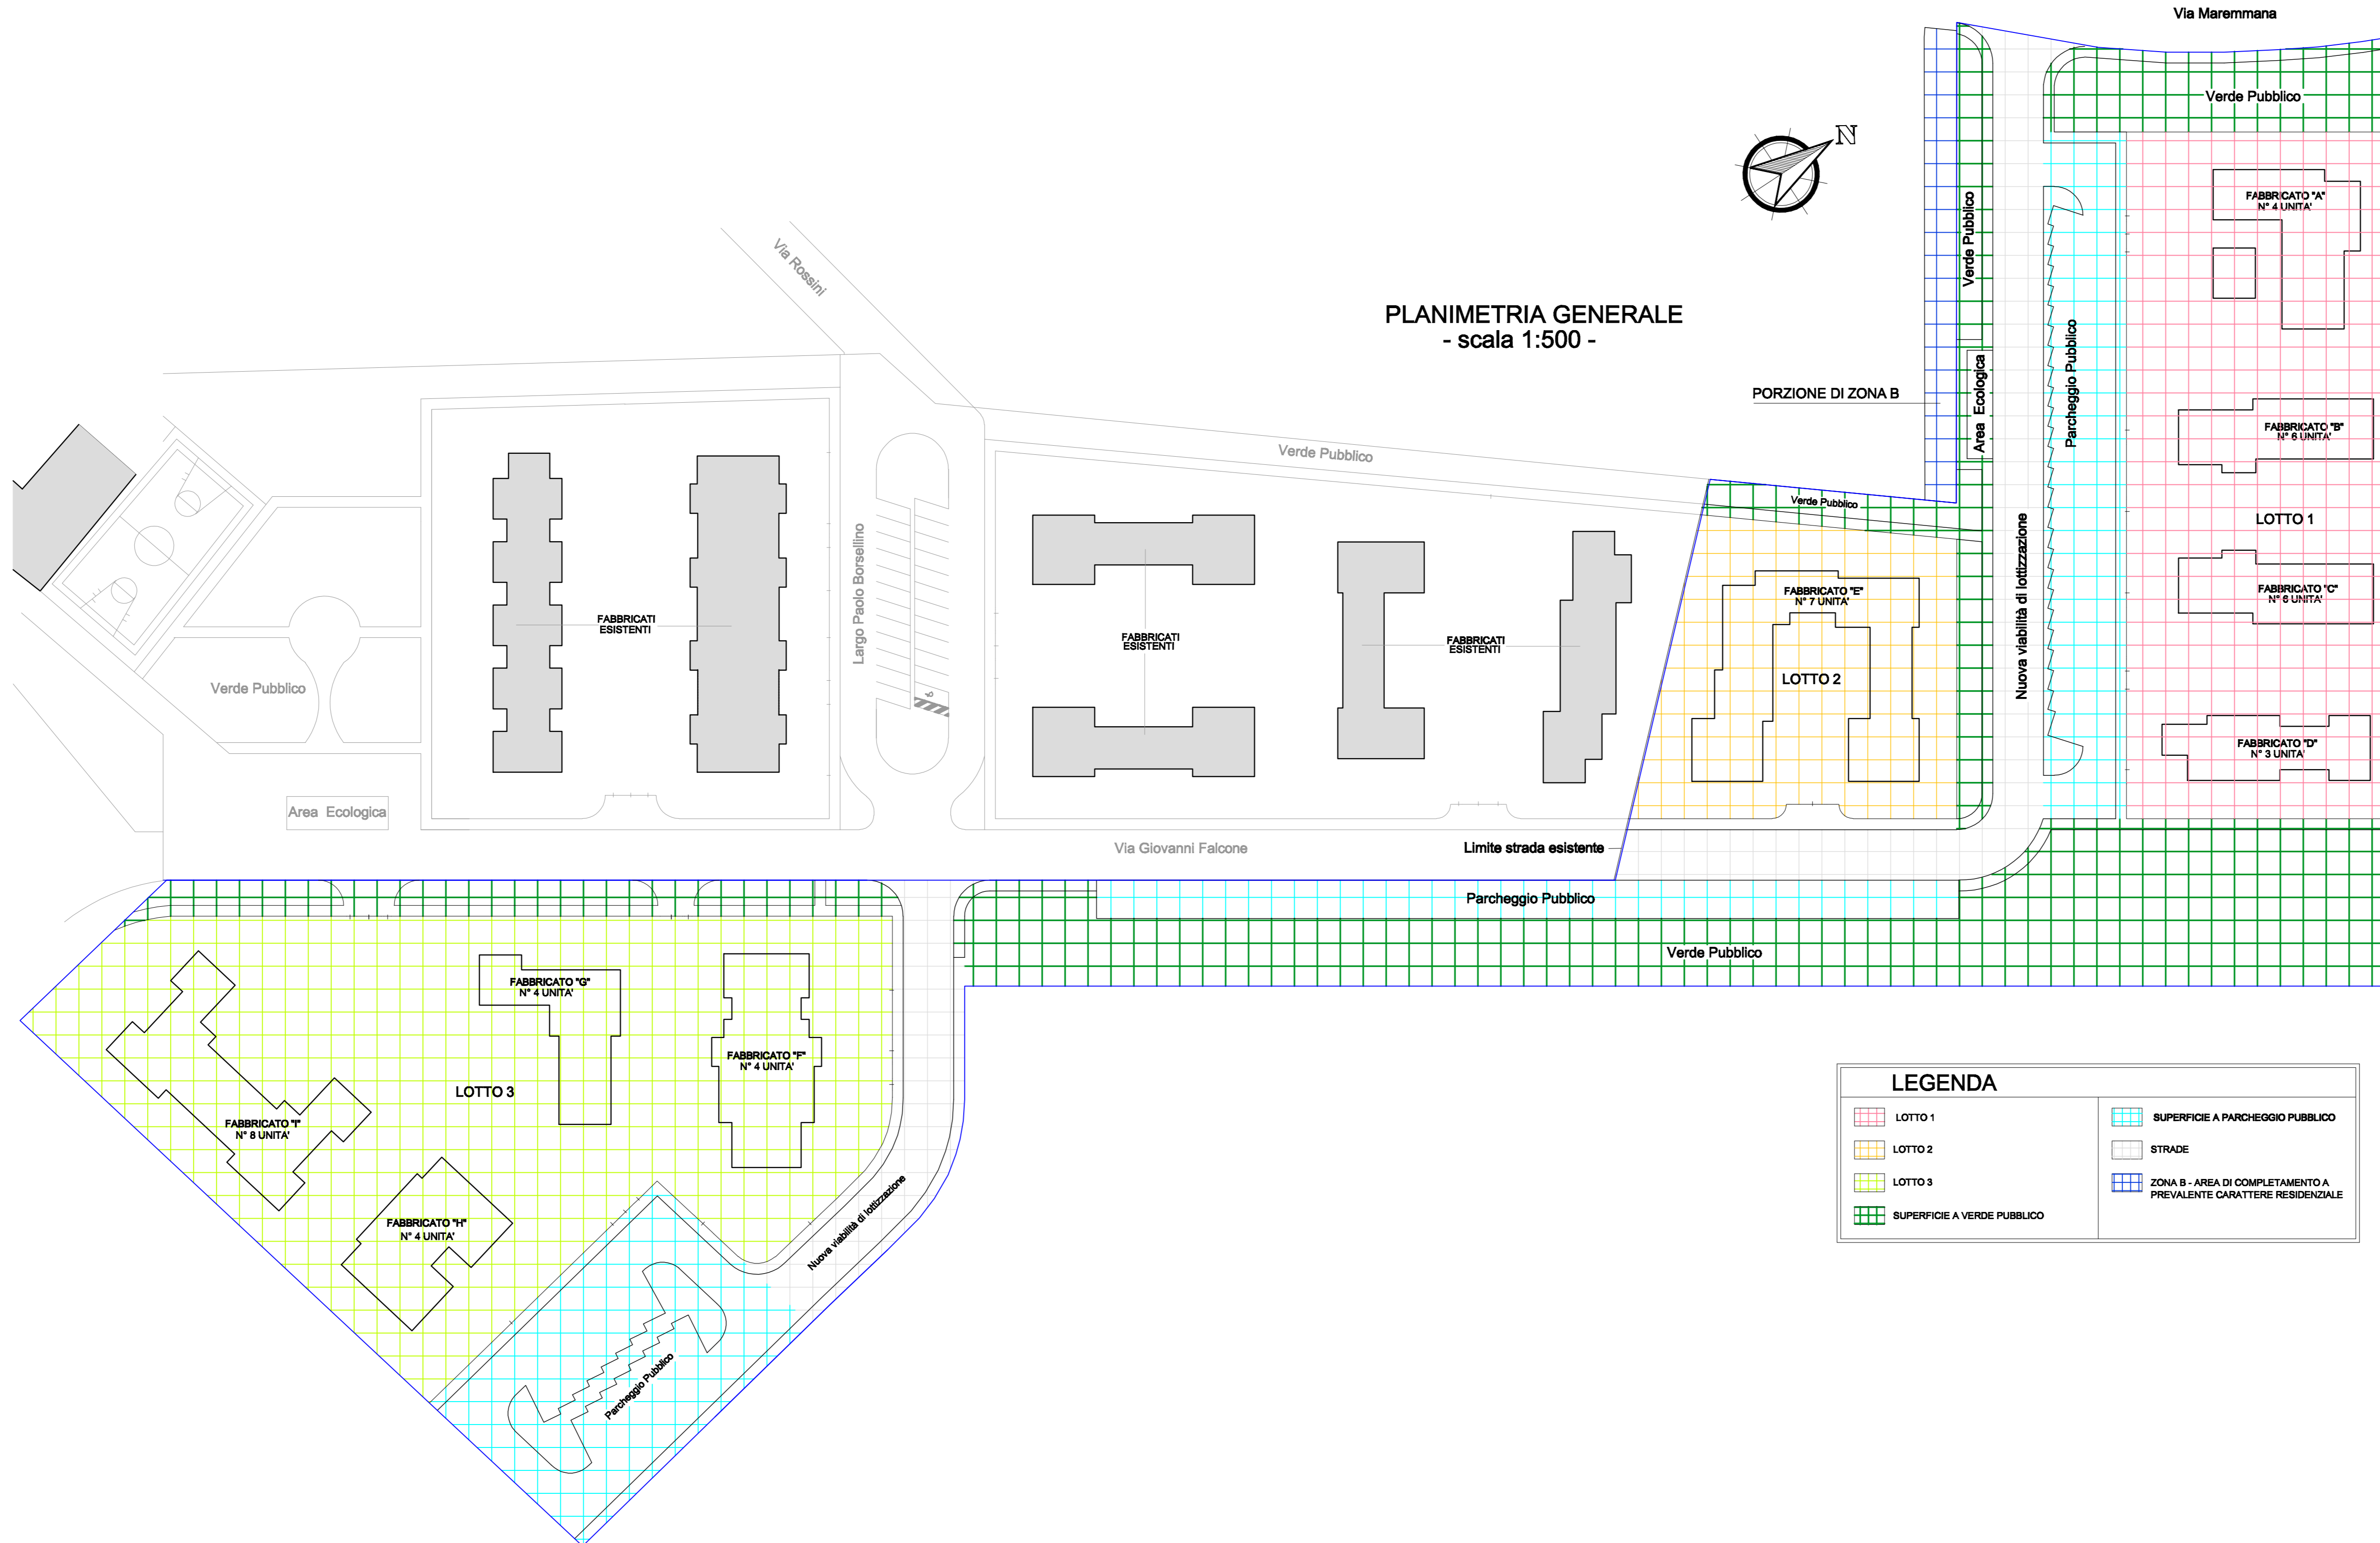 Via Maremmana
Verde Pubblico
N
FABBRICATO "A"
N° 4 UNITA'
Verde Pubblico
Via Rossini
PLANIMETRIA GENERALE
- scala 1:500 -
Parcheggio Pubblico
Area Ecologica
PORZIONE DI ZONA B
FABBRICATO "B"
N° 6 UNITA'
Verde Pubblico
Verde Pubblico
LOTTO 1
Largo Paolo Borsellino
Nuova viabilità di lottizzazione
FABBRICATO "E"
N° 7 UNITA'
FABBRICATO "C"
N° 6 UNITA'
FABBRICATI
ESISTENTI
FABBRICATI
ESISTENTI
FABBRICATI
ESISTENTI
LOTTO 2
Verde Pubblico
FABBRICATO "D"
N° 3 UNITA'
Area Ecologica
Via Giovanni Falcone
Limite strada esistente
Parcheggio Pubblico
Verde Pubblico
FABBRICATO "G"
N° 4 UNITA'
FABBRICATO "F"
N° 4 UNITA'
LOTTO 3
FABBRICATO "I"
N° 8 UNITA'
FABBRICATO "H"
N° 4 UNITA'
Nuova viabilità di lottizzazione
Parcheggio Pubblico
LEGENDA
LOTTO 1
LOTTO 2
LOTTO 3
SUPERFICIE A VERDE PUBBLICO
SUPERFICIE A PARCHEGGIO PUBBLICO
STRADE
ZONA B - AREA DI COMPLETAMENTO A
PREVALENTE CARATTERE RESIDENZIALE